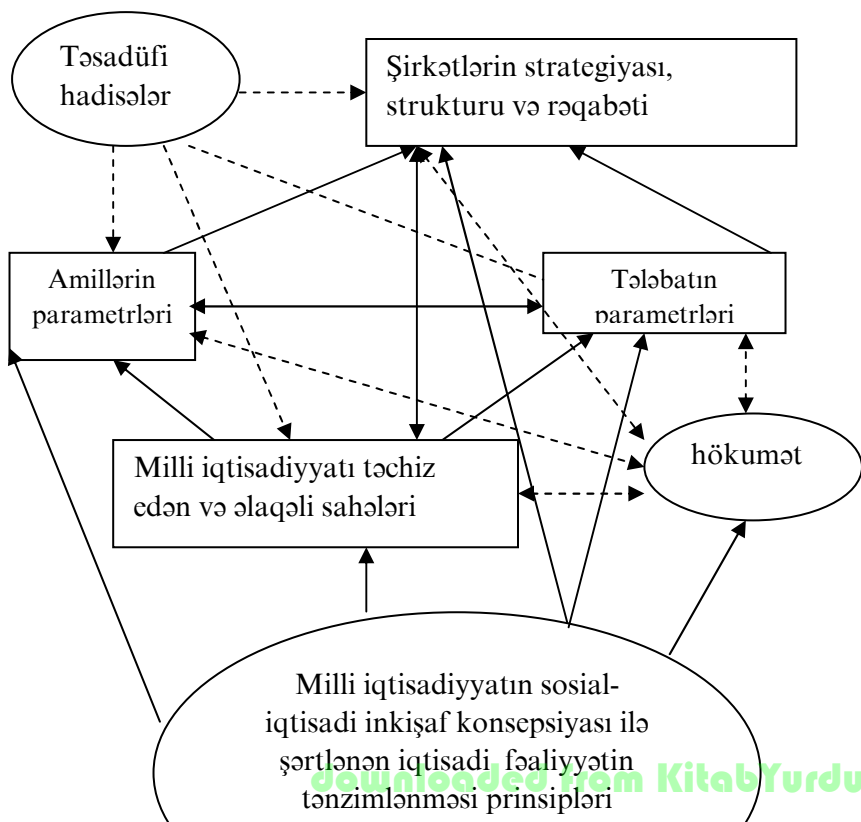 Təsadüfi
hadisələr
Şirkətlərin strategiyası,
strukturu və rəqabəti
Amillərin
parametrləri
Tələbatın
parametrləri
hökumət
Milli iqtisadiyyatı təchiz
edən və əlaqəli sahələri
Milli iqtisadiyyatın sosial-
iqtisadi inkişaf konsepsiyası ilə
şərtlənən iqtisadi fəaliyyətin
tənzimlənməsi prinsipləri
downloaded from KitabYurdu